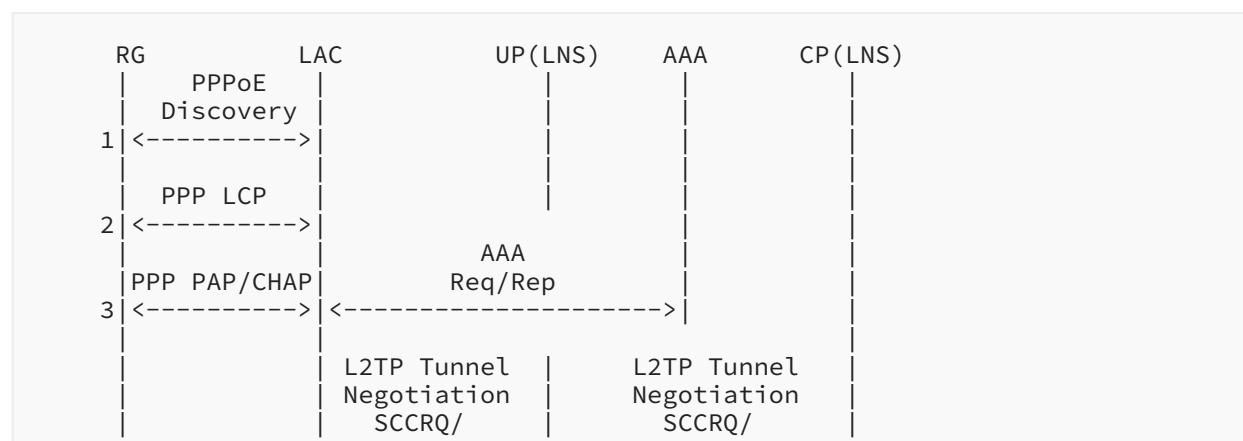 RG LAC UP(LNS) AAA CP(LNS)
| PPPoE | | | |
| Discovery | | | |
1|<---------->| | | |
| | | | |
| PPP LCP | | | |
2|<---------->| | |
| | AAA | |
|PPP PAP/CHAP| Req/Rep | |
3|<---------->|<--------------------->| |
| | |
| | L2TP Tunnel | L2TP Tunnel |
| | Negotiation | Negotiation |
| | SCCRQ/ | SCCRQ/ |